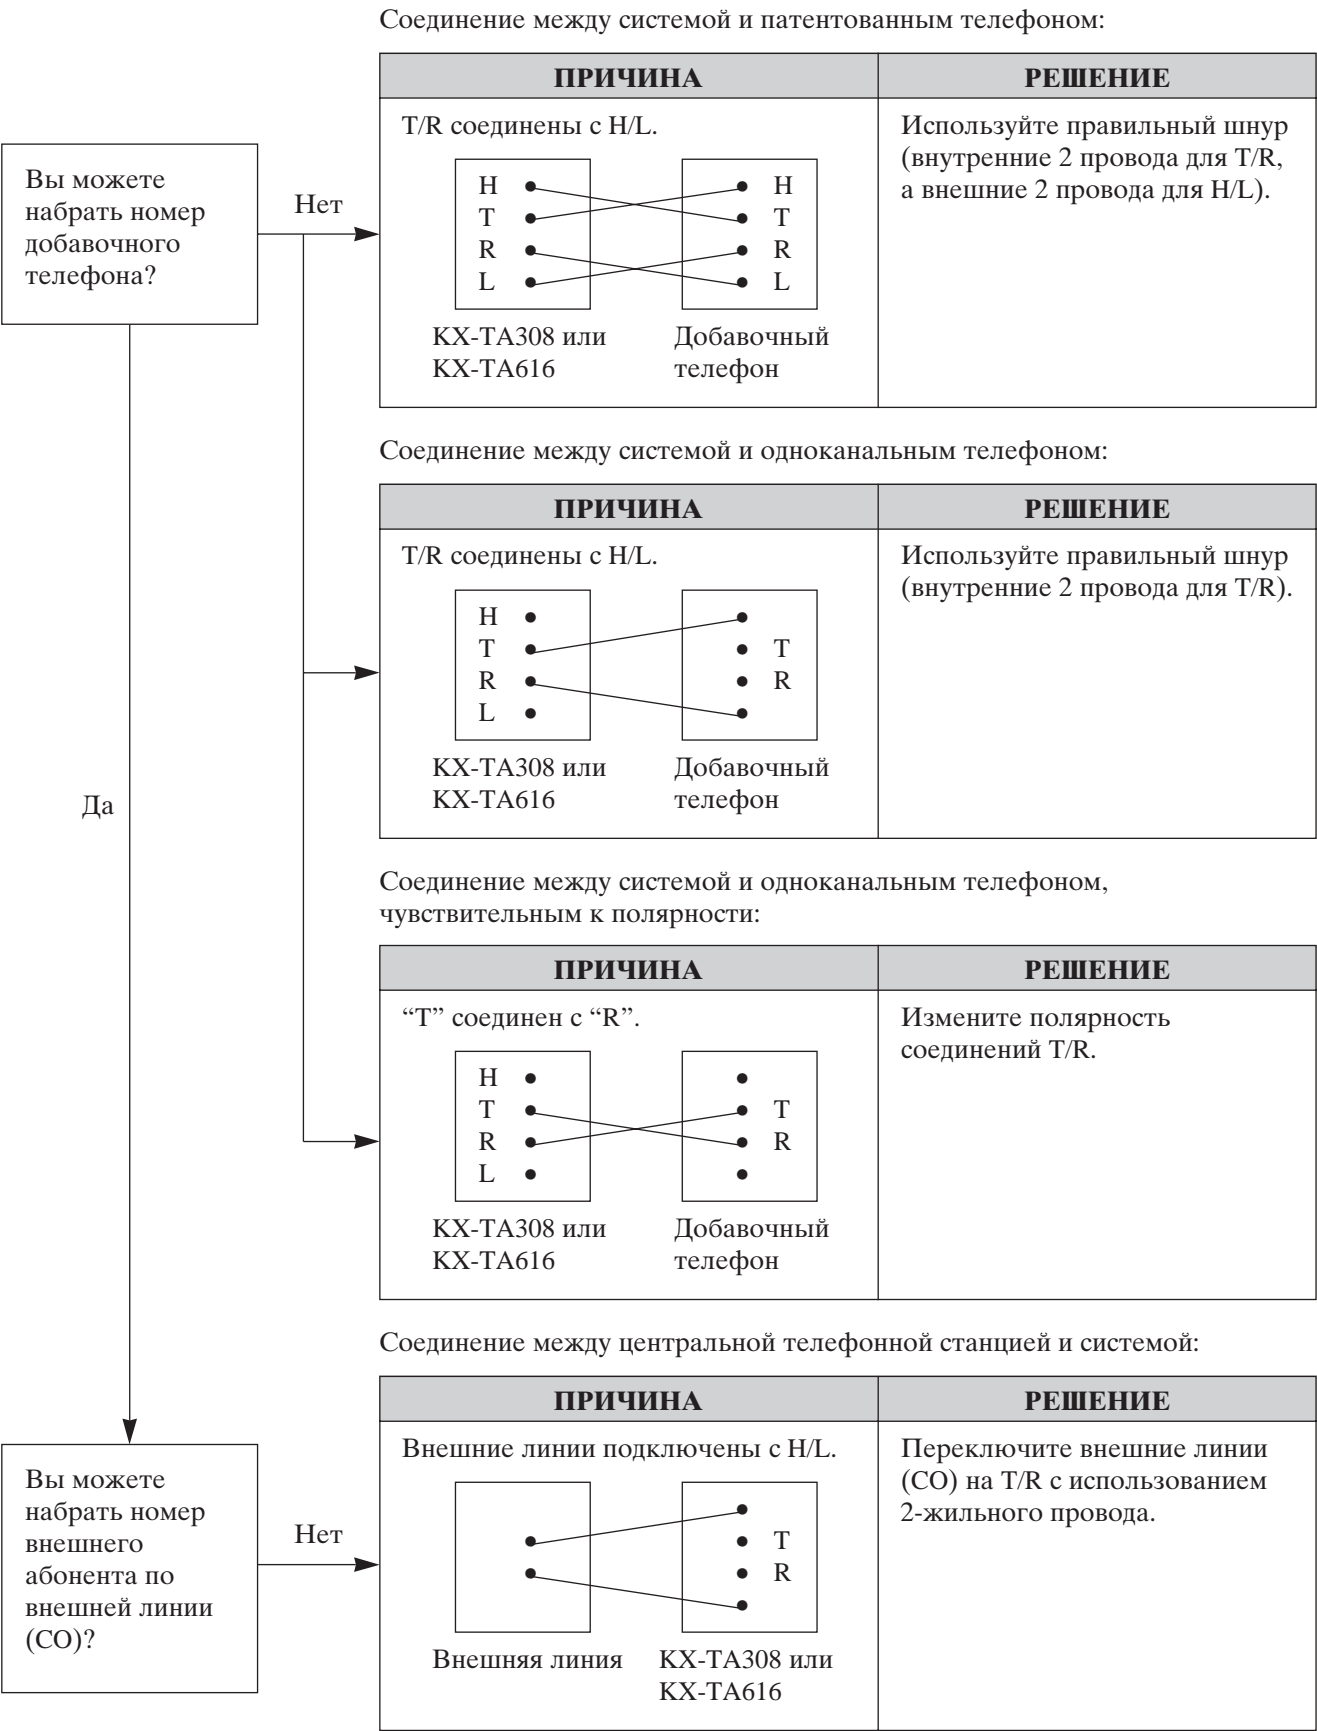 Соединение между системой и патентованным телефоном:
ПРИЧИНА
РЕШЕНИЕ
T/R соединены с H/L.
Используйте правильный шнур
(внутренние 2 провода для T/R,
а внешние 2 провода для H/L).
Вы можете
набрать номер
добавочного
телефона?
Нет
H
H
T
T
R
R
L
L
KX-TA308 или
KX-TA616
Добавочный
телефон
Соединение между системой и одноканальным телефоном:
ПРИЧИНА
РЕШЕНИЕ
T/R соединены с H/L.
Используйте правильный шнур
(внутренние 2 провода для T/R).
H
T
T
R
R
L
KX-TA308 или
KX-TA616
Добавочный
телефон
Да
Соединение между системой и одноканальным телефоном,
чувствительным к полярности:
ПРИЧИНА
РЕШЕНИЕ
“T” соединен с “R”.
Измените полярность
соединений T/R.
H
T
T
R
R
L
KX-TA308 или
KX-TA616
Добавочный
телефон
Соединение между центральной телефонной станцией и системой:
ПРИЧИНА
РЕШЕНИЕ
Внешние линии подключены с H/L.
Переключите внешние линии
(CO) на T/R с использованием
2-жильного провода.
Вы можете
набрать номер
внешнего
абонента по
внешней линии
(CO)?
Нет
T
R
Внешняя линия
KX-TA308 или
KX-TA616